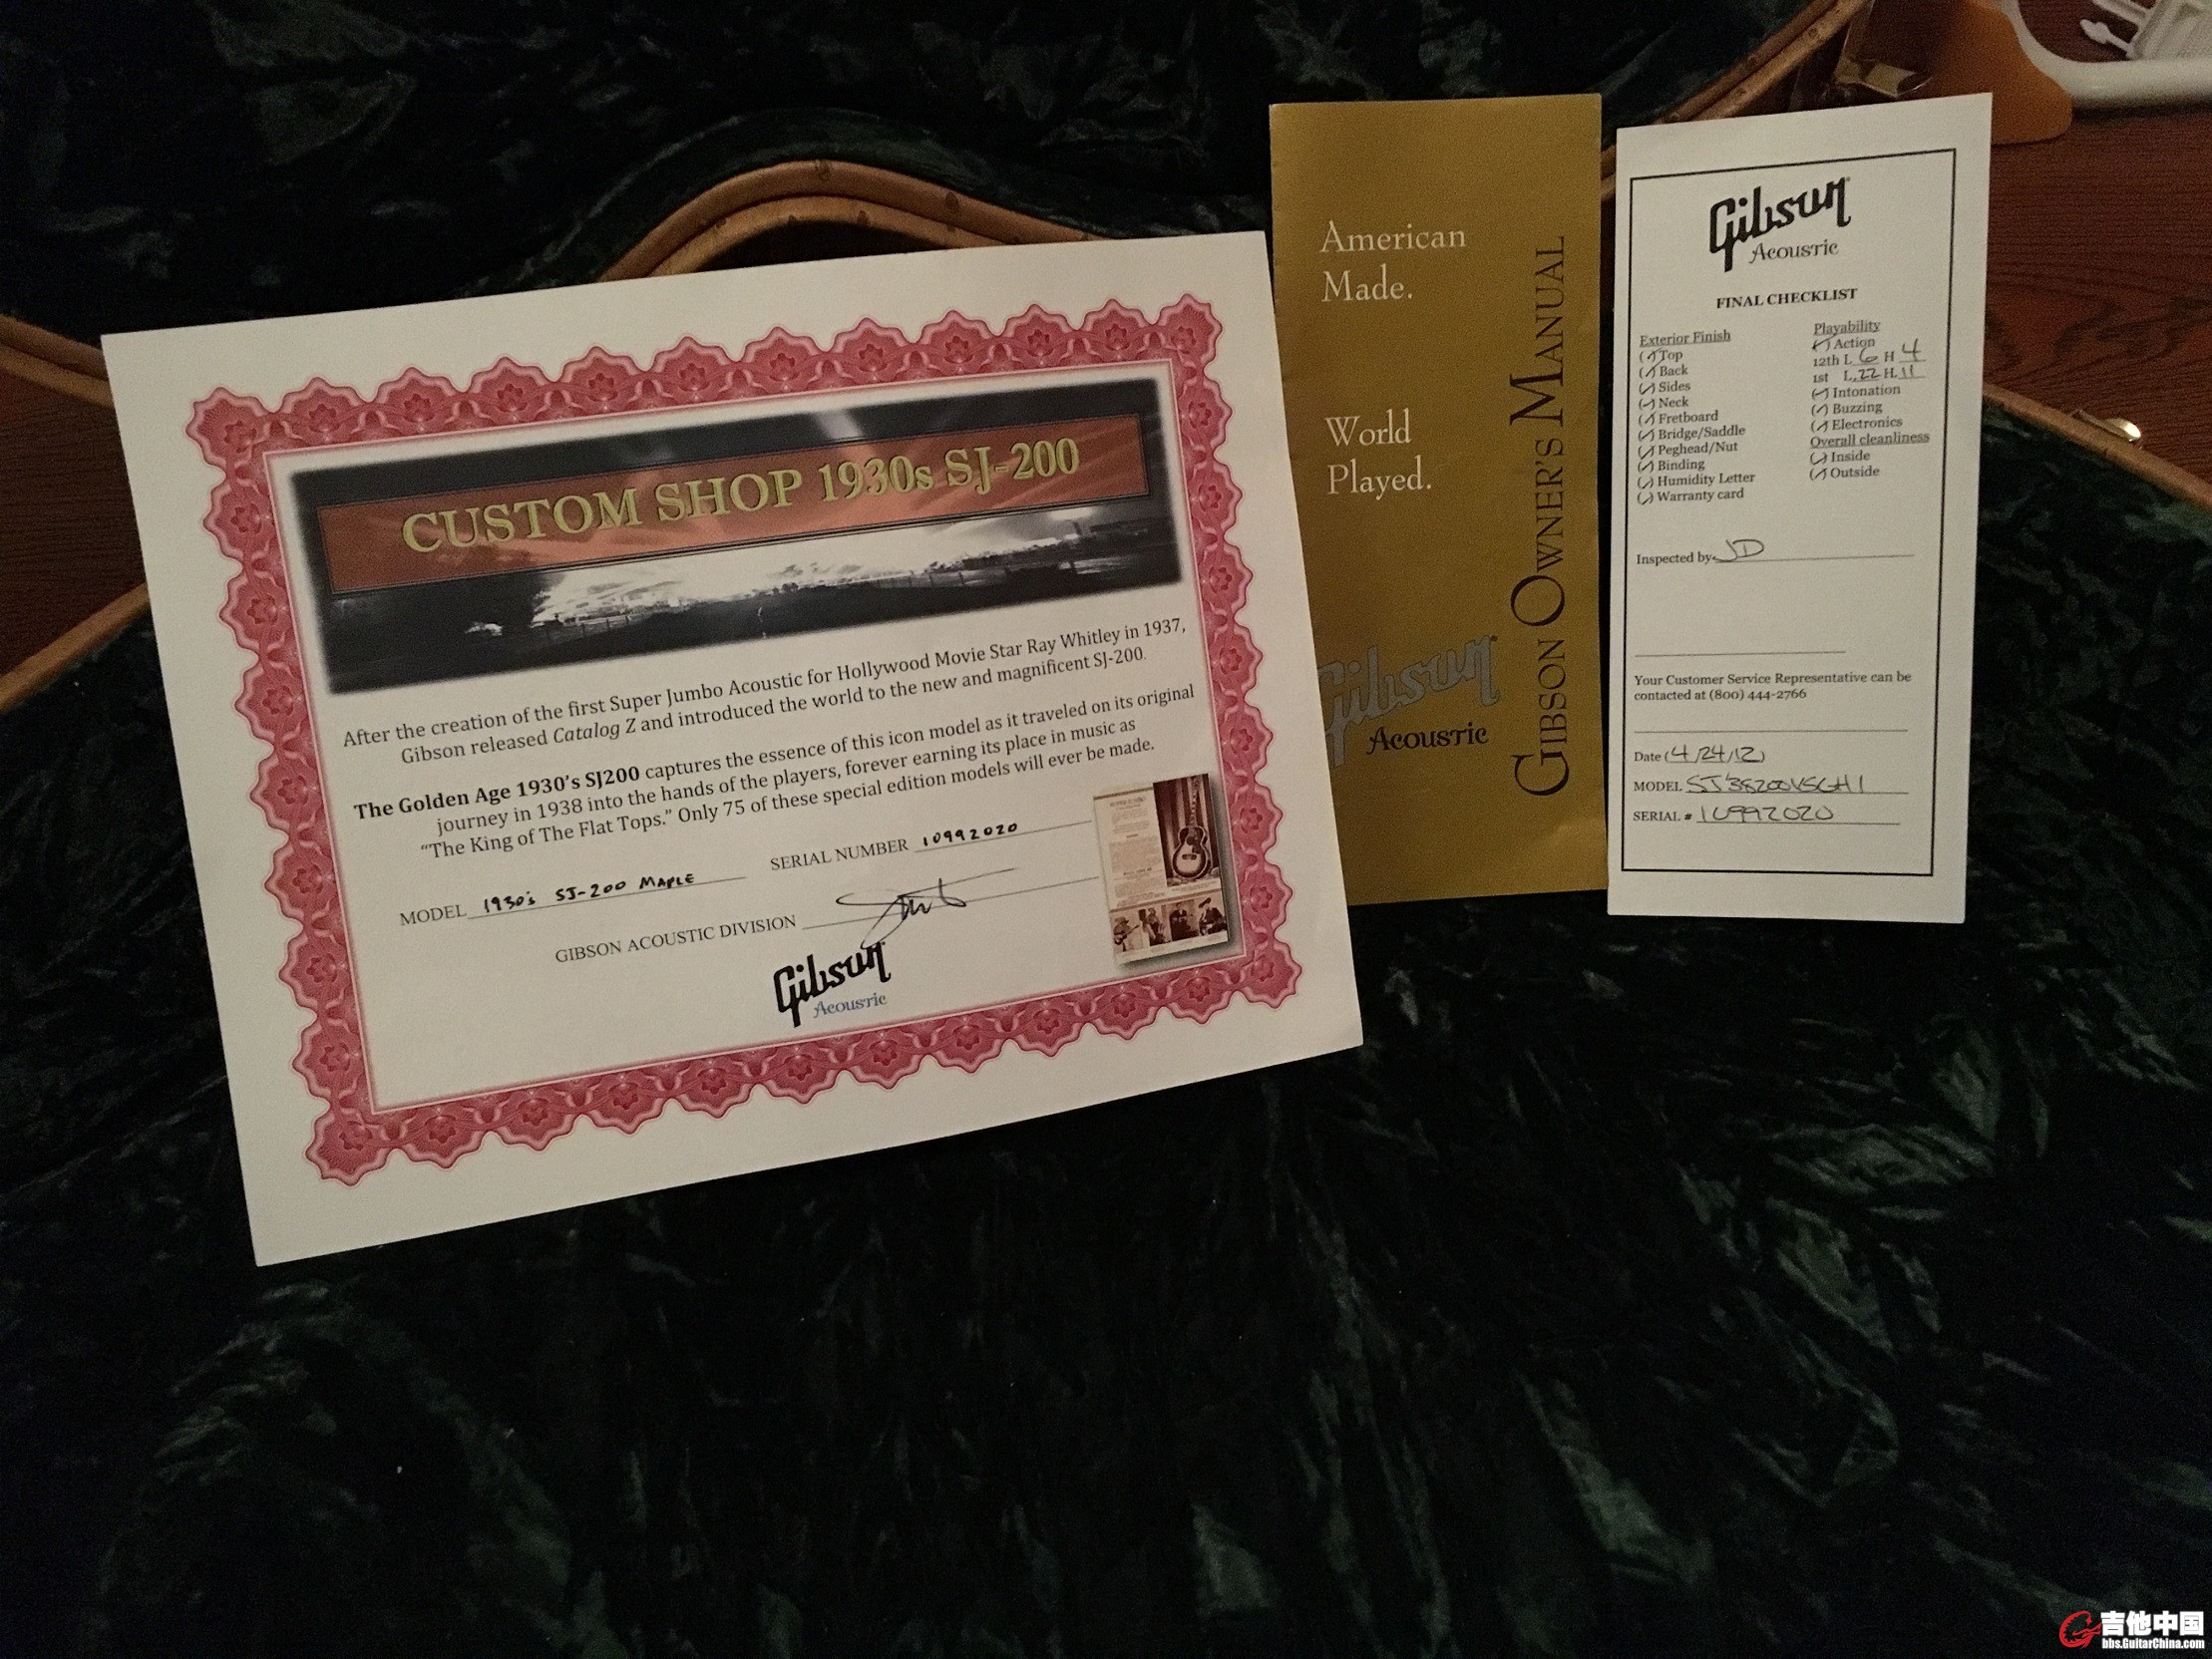 CUSTOM SHOP 1930s SJ-200
After the creation of the first Super Jumbo Acoustic for Hollywood Movie Star Ray Whitley in 1937,
Gibson released Catalog Z and introduced the world to the new and magnificent SJ-200.
The Golden Age 1930's SJ200 captures the essence of this icon model as it traveled on its original
journey in 1938 into the hands of the players, forever earning its place in music as
"The King of The Flat Tops." Only 75 of these special edition models will ever be made.
MODEL 1930's SJ-200 MAPLE SERIAL NUMBER 10992020
GIBSON ACOUSTIC DIVISION
Gibson
Acoustic
American
Made.
World
Played.
Gibson
Acoustic
GIBSON OWNER'S MANUAL
Gibson
Acoustic
FINAL CHECKLIST
Exterior Finish
(✓) Top
(✓) Back
(✓) Sides
(✓) Neck
(✓) Fretboard
(✓) Bridge/Saddle
(✓) Peghead/Nut
(✓) Binding
(✓) Humidity Letter
(✓) Warranty card
Playability
(✓) Action
12th L 6 H 4
1st L .22 H .11
(✓) Intonation
(✓) Buzzing
(✓) Electronics
Overall cleanliness
(✓) Inside
(✓) Outside
Inspected by JD
Your Customer Service Representative can be
contacted at (800) 444-2766
Date (4/24/12)
MODEL SJ38200VSGH1
SERIAL # 10992020
吉他中国
bbs.GuitarChina.com